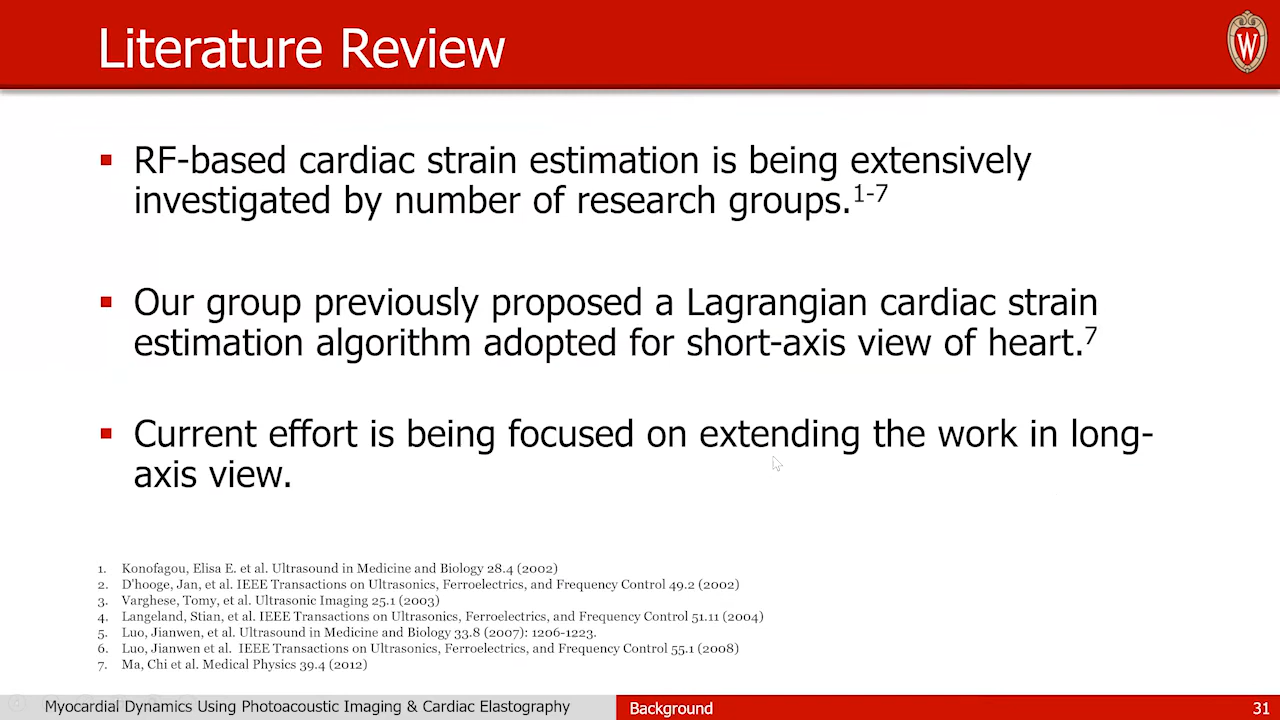 Literature Review
W
RF-based cardiac strain estimation is being extensively
investigated by number of research groups.1-7
Our group previously proposed a Lagrangian cardiac strain
estimation algorithm adopted for short-axis view of heart.7
Current effort is being focused on extending the work in long-
axis view.
1. Konofagou, Elisa E. et al. Ultrasound in Medicine and Biology 28.4 (2002)
2. D'hooge, Jan, et al. IEEE Transactions on Ultrasonics, Ferroelectrics, and Frequency Control 49.2 (2002)
3. Varghese, Tomy, et al. Ultrasonic Imaging 25.1 (2003)
4. Langeland, Stian, et al. IEEE Transactions on Ultrasonics, Ferroelectrics, and Frequency Control 51.11 (2004)
5. Luo, Jianwen, et al. Ultrasound in Medicine and Biology 33.8 (2007): 1206-1223.
6. Luo, Jianwen et al. IEEE Transactions on Ultrasonics, Ferroelectrics, and Frequency Control 55.1 (2008)
7. Ma, Chi et al. Medical Physics 39.4 (2012)
Myocardial Dynamics Using Photoacoustic Imaging & Cardiac Elastography
Background
31